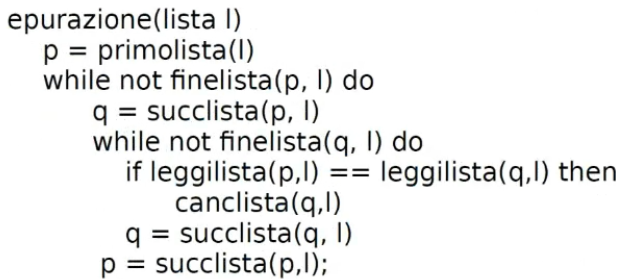 epurazione(lista l)
p = primolista(l)
while not finelista(p, l) do
q = succlista(p, l)
while not finelista(q, l) do
if leggilista(p,l) == leggilista(q,l) then
canclista(q,l)
q = succlista(q, l)
p = succlista(p,l);